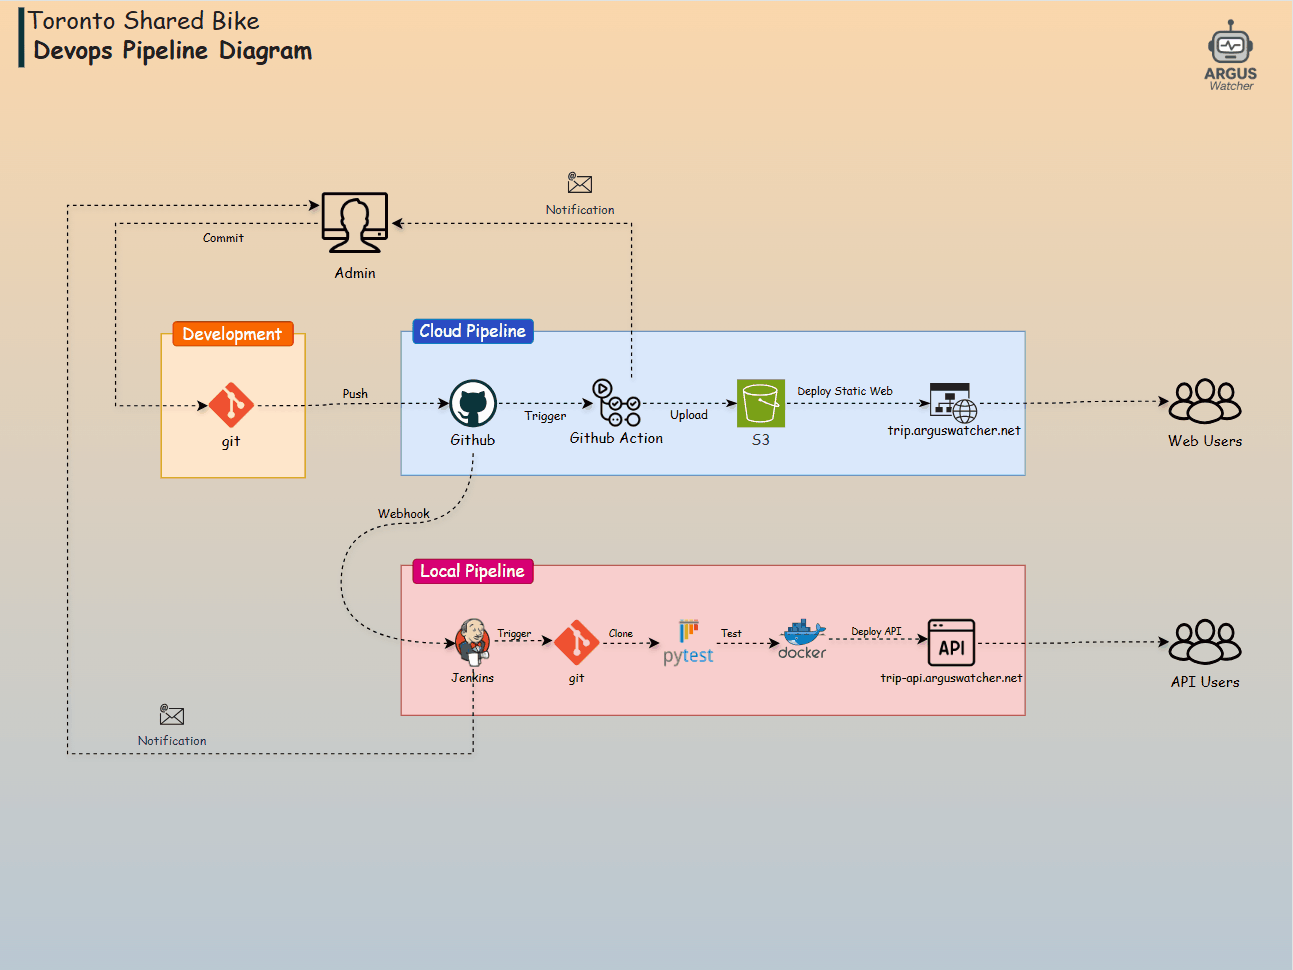 Toronto Shared Bike
Devops Pipeline Diagram
ARGUS
Watcher
Notification
Commit
Admin
Development
Cloud Pipeline
Push
Trigger
Upload
Deploy Static Web
git
Github
Github Action
S3
trip.arguswatcher.net
Web Users
Webhook
Local Pipeline
Trigger
Clone
Test
Deploy API
API
pytest
docker
Jenkins
git
trip-api.arguswatcher.net
API Users
Notification